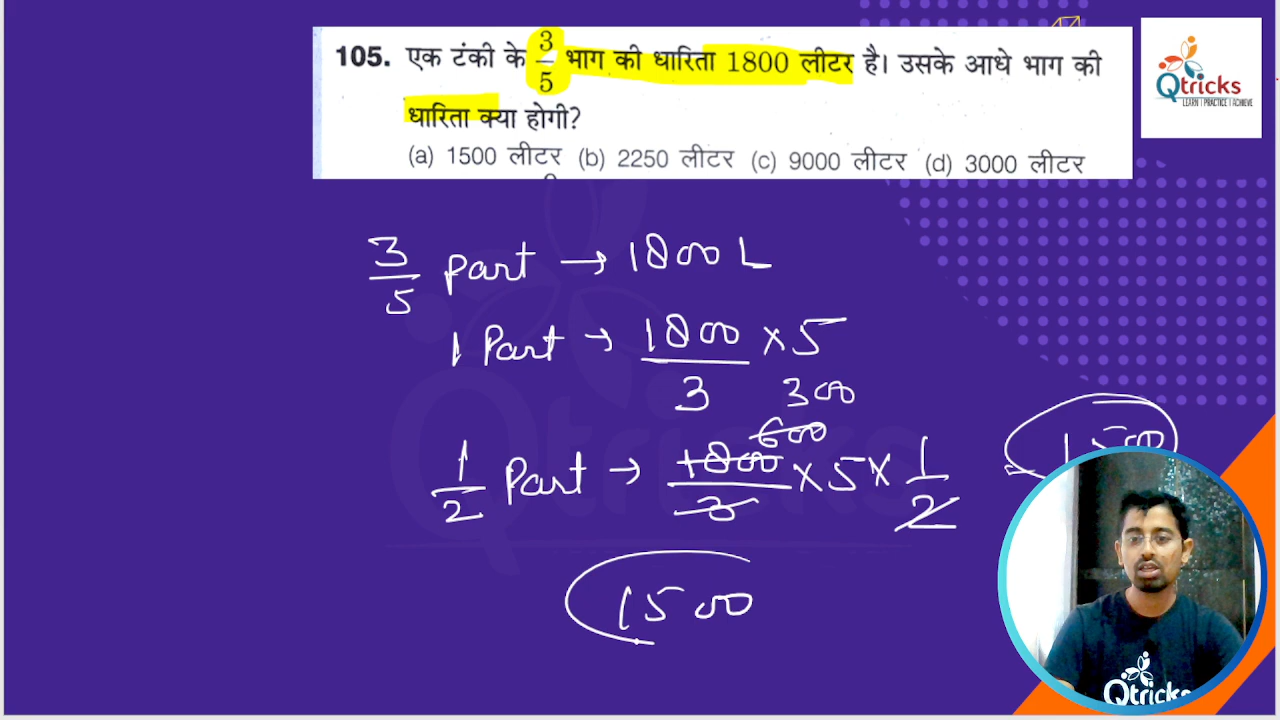 105. एक टंकी के 3/5 भाग की धारिता 1800 लीटर है। उसके आधे भाग की
धारिता क्या होगी?
(a) 1500 लीटर (b) 2250 लीटर (c) 9000 लीटर (d) 3000 लीटर
Qtricks
LEARN | PRACTICE | ACHIEVE
3/5 Part → 1800 L
1 Part → 1800/3 × 5
300
600
1/2 Part → 1800/3 × 5 × 1/2
1500
1500
Qtricks
Qtricks